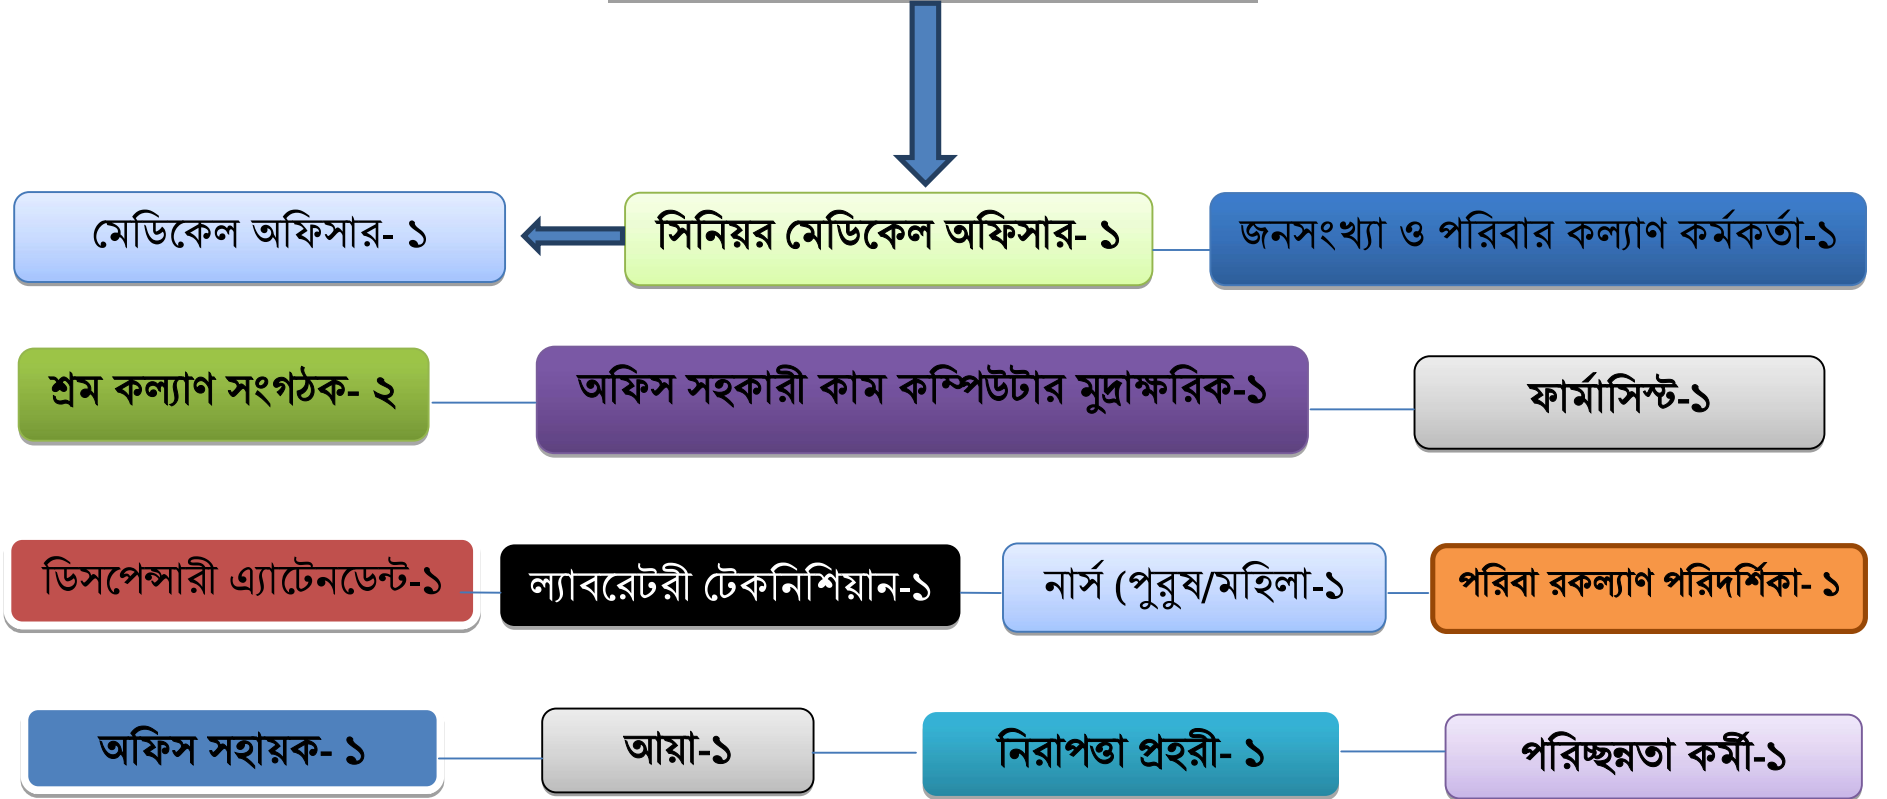 মেডিকেল অফিসার- ১
সিনিয়র মেডিকেল অফিসার- ১
জনসংখ্যা ও পরিবার কল্যাণ কর্মকর্তা-১
শ্রম কল্যাণ সংগঠক- ২
অফিস সহকারী কাম কম্পিউটার মুদ্রাক্ষরিক-১
ফার্মাসিস্ট-১
ডিসপেন্সারী এ্যাটেনডেন্ট-১
ল্যাবরেটরী টেকনিশিয়ান-১
নার্স (পুরুষ/মহিলা-১
পরিবা রকল্যাণ পরিদর্শিকা- ১
অফিস সহায়ক- ১
আয়া-১
নিরাপত্তা প্রহরী- ১
পরিচ্ছন্নতা কর্মী-১